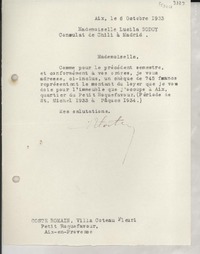 Aix, le 6 Octobre 1933
Mademoiselle Lucila GODOY
Consulat de Chili à Madrid.
Mademoiselle,
Comme pour le précédent semestre,
et conformément à vos ordres, je vous
adresse, ci-inclus, un chèque de 745 francs
représentant le montant du loyer que je vous
dois pour l'immeuble que j'occupe à Aix,
quartier du Petit Roquefavour. (Période de
St. Michel 1933 à Pâques 1934.)
Mes salutations.
COMTE ROMAIN, Villa Coteau Fleuri
Petit Roquefavour,
Aix-en-Provence